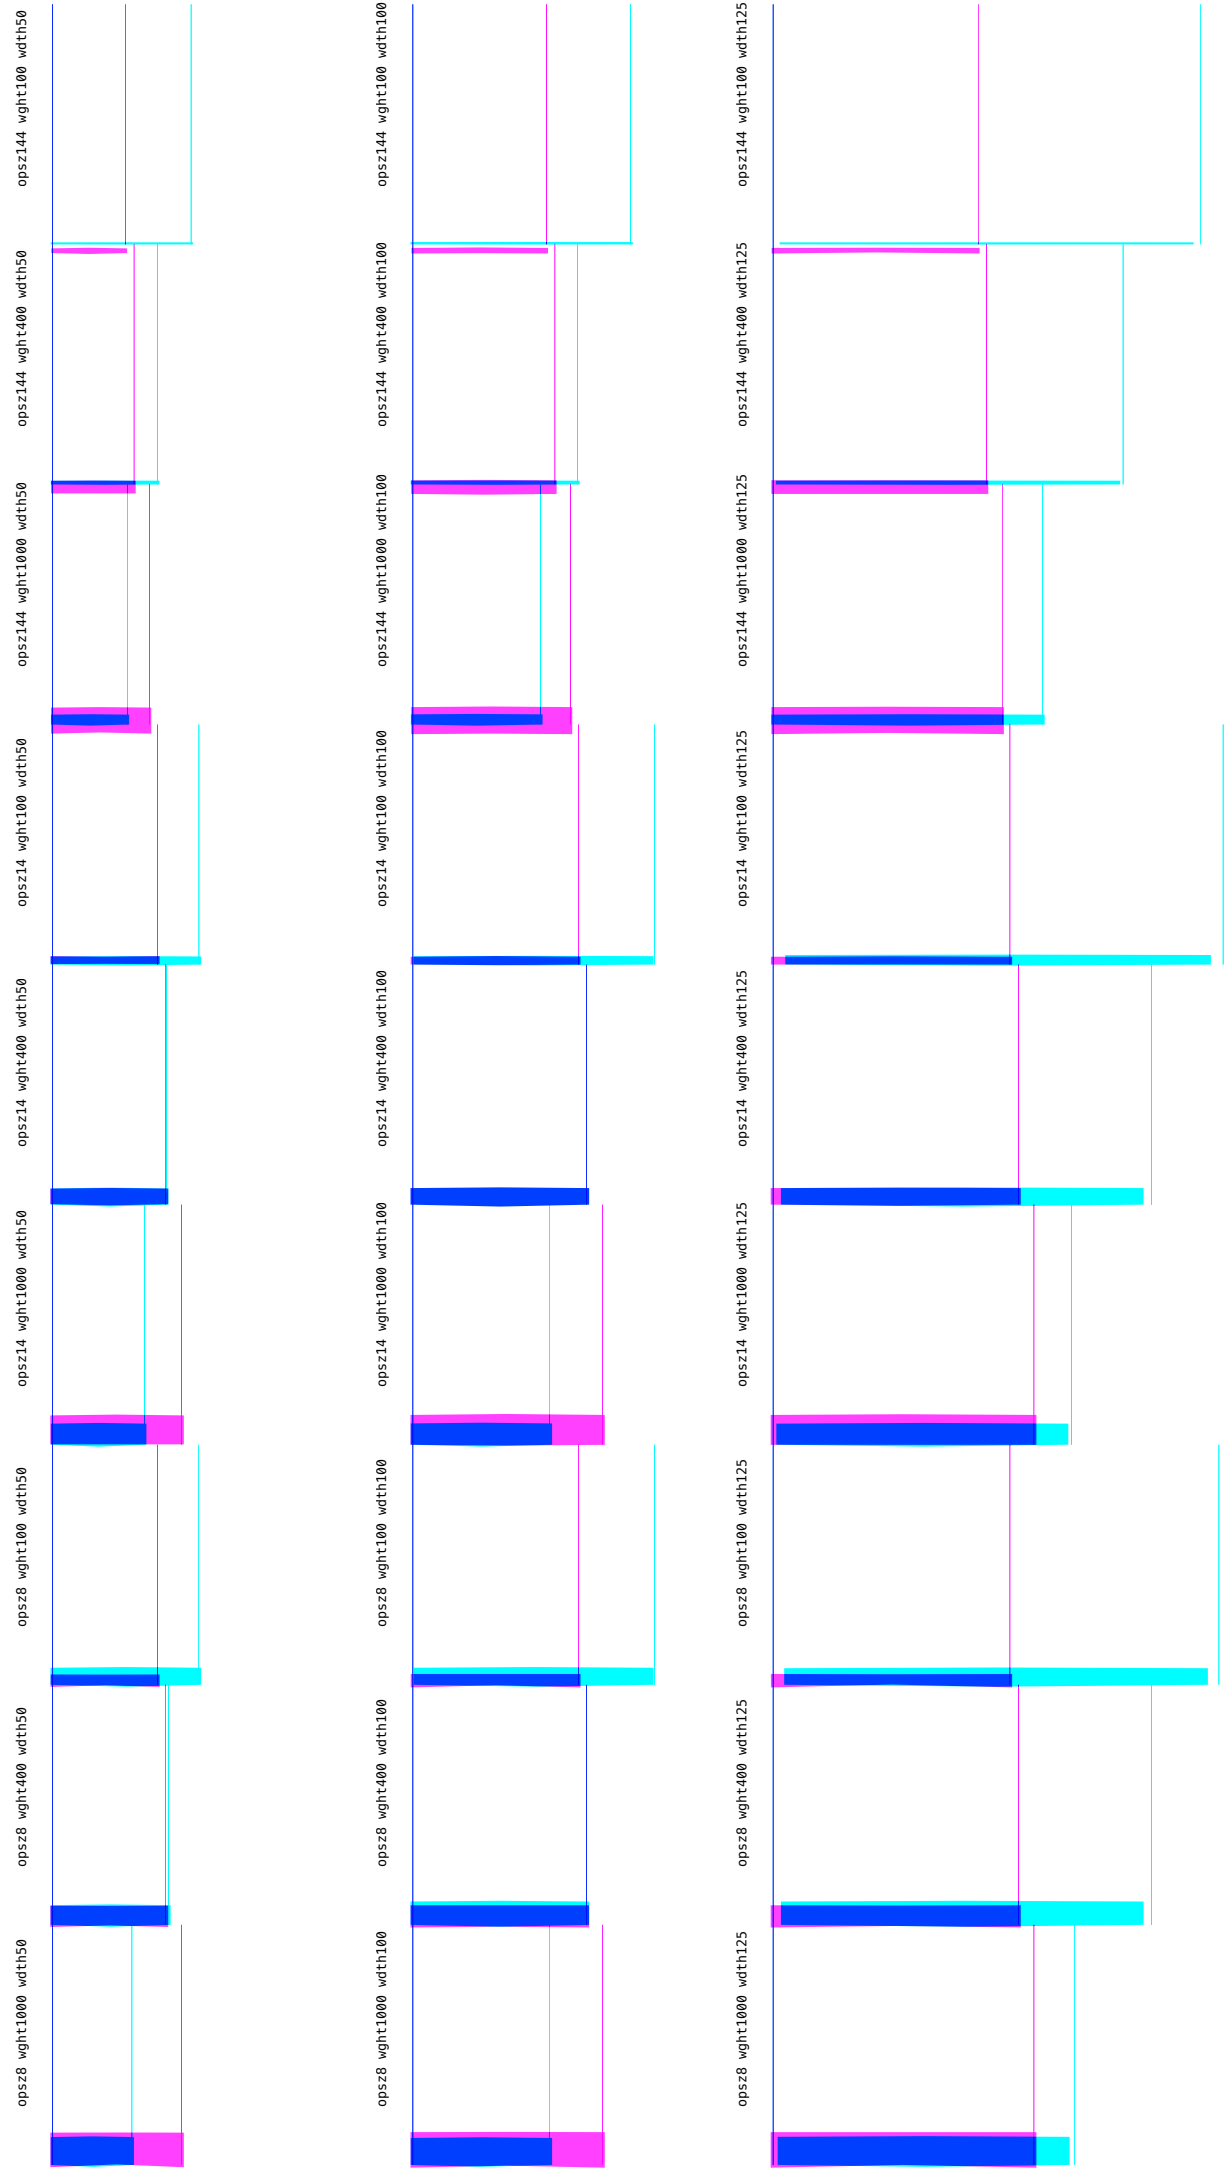 opsz144 wght100 wdth50
opsz144 wght100 wdth100
opsz144 wght100 wdth125
opsz144 wght400 wdth50
opsz144 wght400 wdth100
opsz144 wght400 wdth125
opsz144 wght1000 wdth50
opsz144 wght1000 wdth100
opsz144 wght1000 wdth125
opsz14 wght100 wdth50
opsz14 wght100 wdth100
opsz14 wght100 wdth125
opsz14 wght400 wdth50
opsz14 wght400 wdth100
opsz14 wght400 wdth125
opsz14 wght1000 wdth50
opsz14 wght1000 wdth100
opsz14 wght1000 wdth125
opsz8 wght100 wdth50
opsz8 wght100 wdth100
opsz8 wght100 wdth125
opsz8 wght400 wdth50
opsz8 wght400 wdth100
opsz8 wght400 wdth125
opsz8 wght1000 wdth50
opsz8 wght1000 wdth100
opsz8 wght1000 wdth125